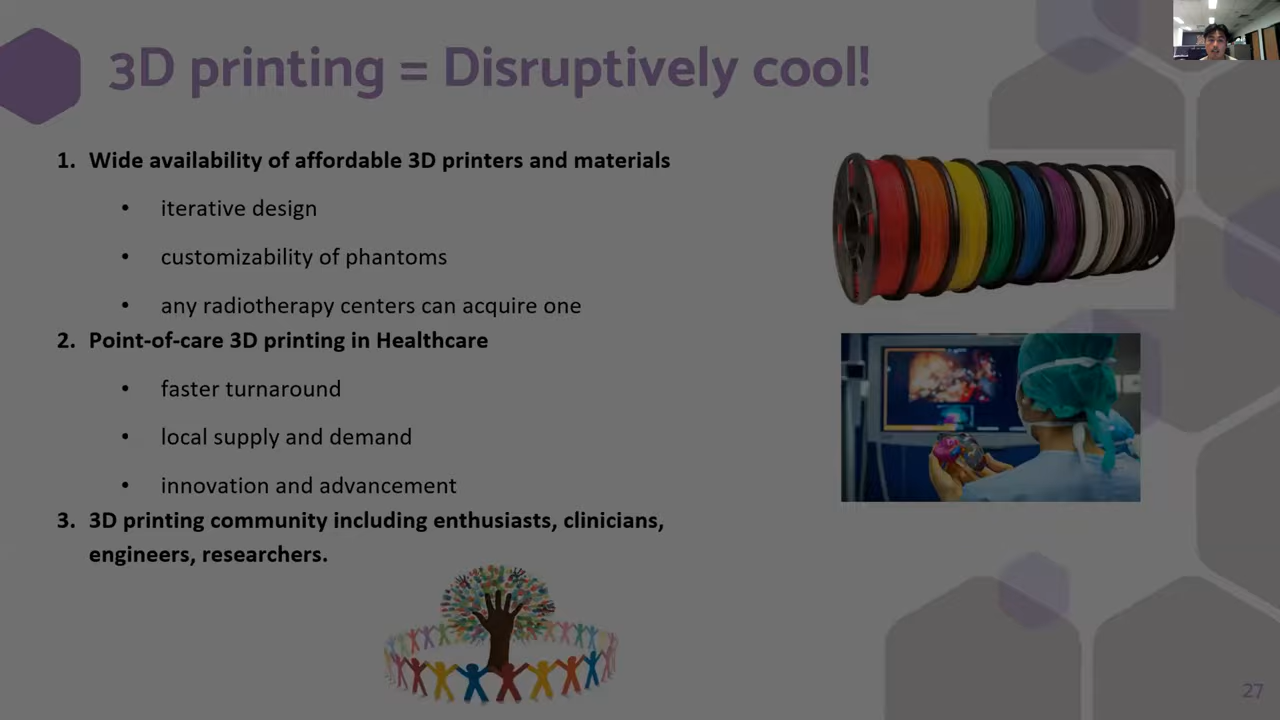 3D printing = Disruptively cool!
1. Wide availability of affordable 3D printers and materials
• iterative design
• customizability of phantoms
• any radiotherapy centers can acquire one
2. Point-of-care 3D printing in Healthcare
• faster turnaround
• local supply and demand
• innovation and advancement
3. 3D printing community including enthusiasts, clinicians,
engineers, researchers.
27